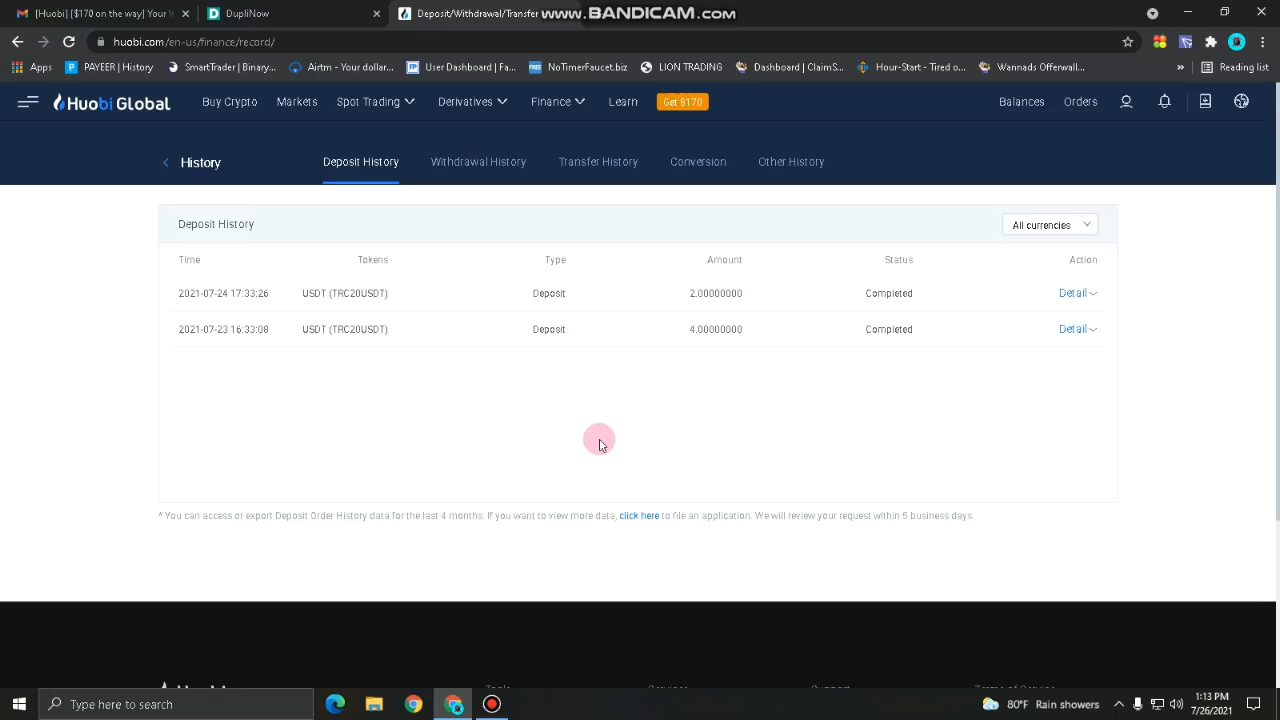 [Huobi] [$170 on the way] Your
DupliNow
Deposit/Withdrawal/Transfer
www.BANDICAM.com
huobi.com/en-us/finance/record/
Apps
PAYEER | History
SmartTrader | Binary...
Airtm - Your dollar...
User Dashboard | Fa...
NoTimerFaucet.biz
LION TRADING
Dashboard | ClaimS...
Hour-Start - Tired o...
Wannads Offerwall...
»
Reading list
Huobi Global
Buy Crypto
Markets
Spot Trading
Derivatives
Finance
Learn
Get $170
Balances
Orders
History
Deposit History
Withdrawal History
Transfer History
Conversion
Other History
Deposit History
All currencies
Time Tokens Type Amount Status Action
2021-07-24 17:33:26 USDT (TRC20USDT) Deposit 2.00000000 Completed Detail
2021-07-23 16:33:08 USDT (TRC20USDT) Deposit 4.00000000 Completed Detail
* You can access or export Deposit Order History data for the last 4 months. If you want to view more data, click here to file an application. We will review your request within 5 business days.
Type here to search
80°F Rain showers
1:13 PM
7/26/2021